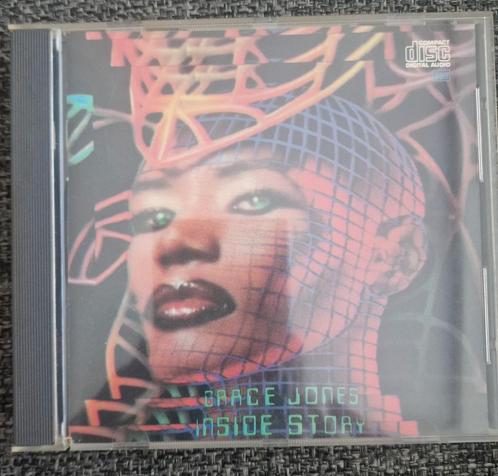 COMPACT
disc
DIGITAL AUDIO
GRACE JONES
INSIDE STORY